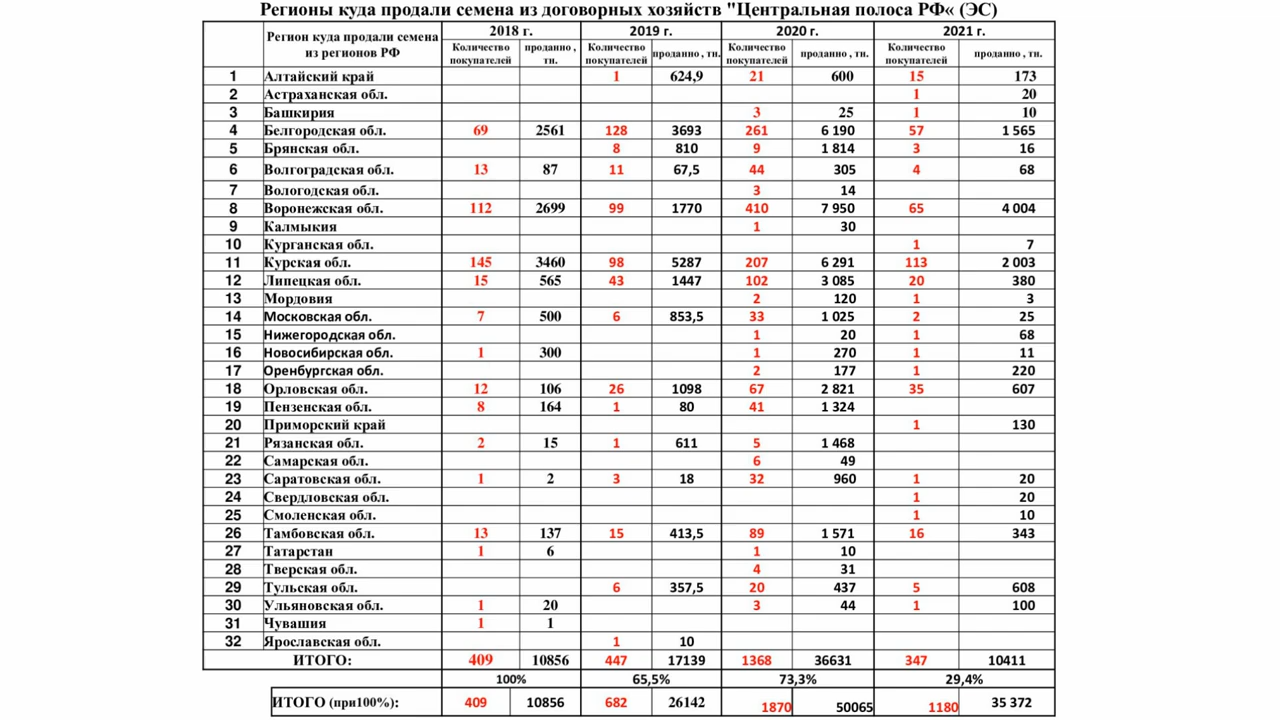 Регионы куда продали семена из договорных хозяйств "Центральная полоса РФ« (ЭС)
Регион куда продали семена из регионов РФ 2018 г. 2019 г. 2020 г. 2021 г.
Количество покупателей проданно , тн. Количество покупателей проданно , тн. Количество покупателей проданно , тн. Количество покупателей проданно , тн.
1 Алтайский край 1 624,9 21 600 15 173
2 Астраханская обл. 1 20
3 Башкирия 3 25 1 10
4 Белгородская обл. 69 2561 128 3693 261 6 190 57 1 565
5 Брянская обл. 8 810 9 1 814 3 16
6 Волгоградская обл. 13 87 11 67,5 44 305 4 68
7 Вологодская обл. 3 14
8 Воронежская обл. 112 2699 99 1770 410 7 950 65 4 004
9 Калмыкия 1 30
10 Курганская обл. 1 7
11 Курская обл. 145 3460 98 5287 207 6 291 113 2 003
12 Липецкая обл. 15 565 43 1447 102 3 085 20 380
13 Мордовия 2 120 1 3
14 Московская обл. 7 500 6 853,5 33 1 025 2 25
15 Нижегородская обл. 1 20 1 68
16 Новосибирская обл. 1 300 1 270 1 11
17 Оренбургская обл. 2 177 1 220
18 Орловская обл. 12 106 26 1098 67 2 821 35 607
19 Пензенская обл. 8 164 1 80 41 1 324
20 Приморский край 1 130
21 Рязанская обл. 2 15 1 611 5 1 468
22 Самарская обл. 6 49
23 Саратовская обл. 1 2 3 18 32 960 1 20
24 Свердловская обл. 1 20
25 Смоленская обл. 1 10
26 Тамбовская обл. 13 137 15 413,5 89 1 571 16 343
27 Татарстан 1 6 1 10
28 Тверская обл. 4 31
29 Тульская обл. 6 357,5 20 437 5 608
30 Ульяновская обл. 1 20 3 44 1 100
31 Чувашия 1 1
32 Ярославская обл. 1 10
ИТОГО: 409 10856 447 17139 1368 36631 347 10411
100% 65,5% 73,3% 29,4%
ИТОГО (при100%): 409 10856 682 26142 1870 50065 1180 35 372